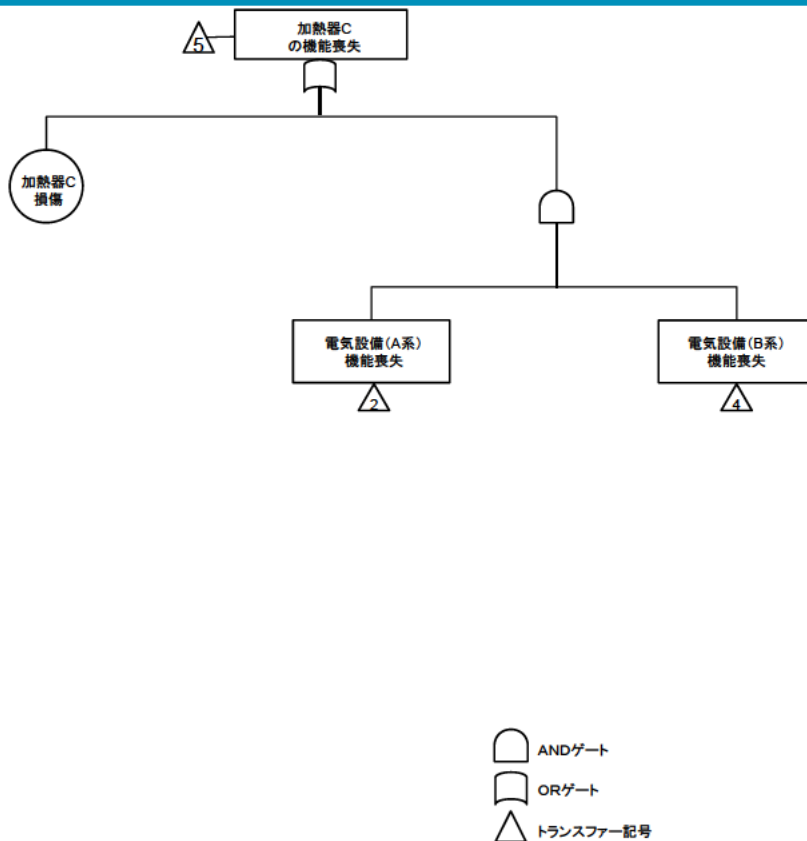 加熱器C
の機能喪失
5
加熱器C
損傷
電気設備(A系)
機能喪失
電気設備(B系)
機能喪失
2
4
ANDゲート
ORゲート
トランスファー記号